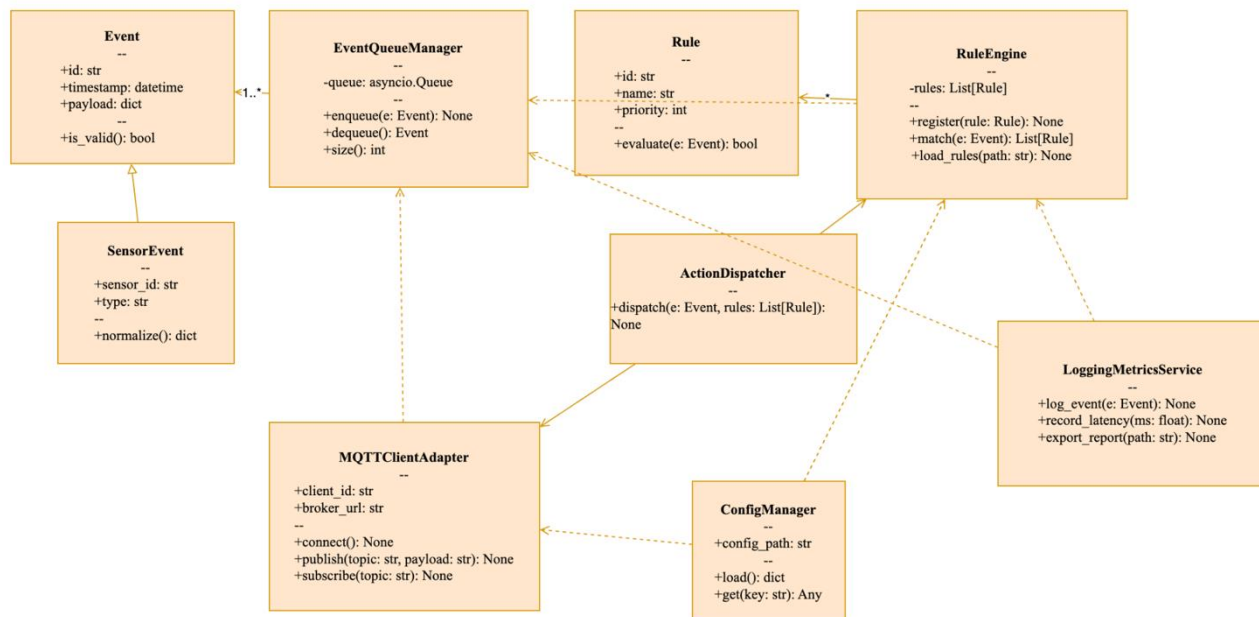 Event
--
+id: str
+timestamp: datetime
+payload: dict
--
+is_valid(): bool
1..*
EventQueueManager
--
-queue: asyncio.Queue
--
+enqueue(e: Event): None
+dequeue(): Event
+size(): int
Rule
--
+id: str
+name: str
+priority: int
--
+evaluate(e: Event): bool
*
RuleEngine
--
-rules: List[Rule]
--
+register(rule: Rule): None
+match(e: Event): List[Rule]
+load_rules(path: str): None
SensorEvent
--
+sensor_id: str
+type: str
--
+normalize(): dict
ActionDispatcher
--
+dispatch(e: Event, rules: List[Rule]):
None
LoggingMetricsService
--
+log_event(e: Event): None
+record_latency(ms: float): None
+export_report(path: str): None
MQTTClientAdapter
--
+client_id: str
+broker_url: str
--
+connect(): None
+publish(topic: str, payload: str): None
+subscribe(topic: str): None
ConfigManager
--
+config_path: str
--
+load(): dict
+get(key: str): Any